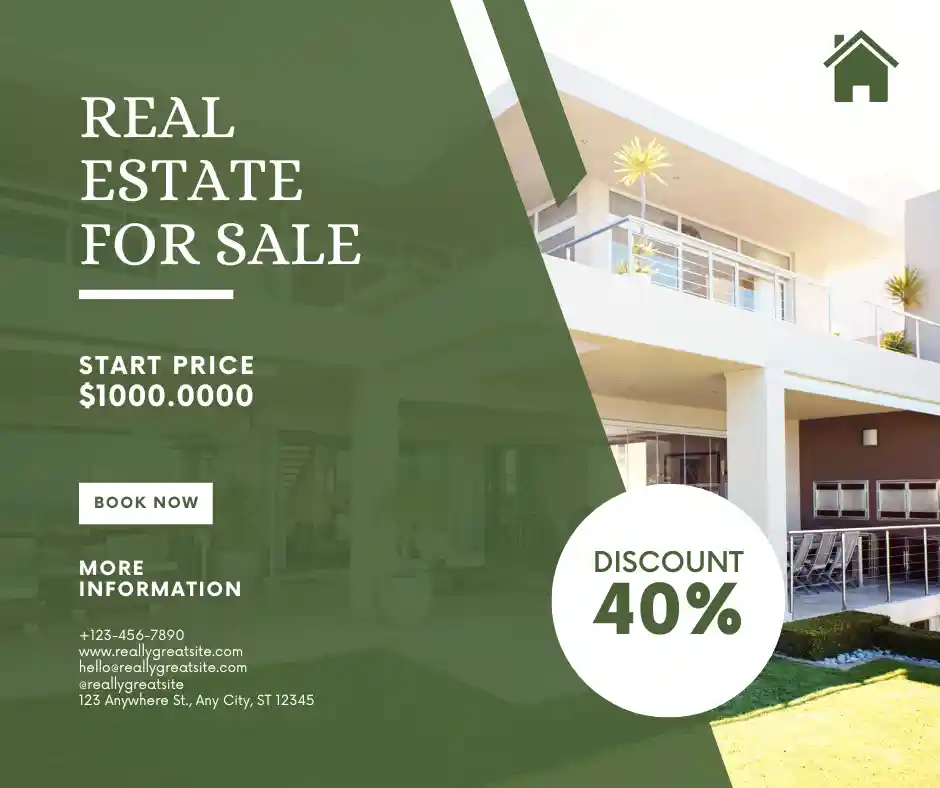 REAL
ESTATE
FOR SALE
START PRICE
$1000.0000
BOOK NOW
MORE
INFORMATION
+123-456-7890
www.reallygreatsite.com
hello@reallygreatsite.com
@reallygreatsite
123 Anywhere St., Any City, ST 12345
DISCOUNT
40%